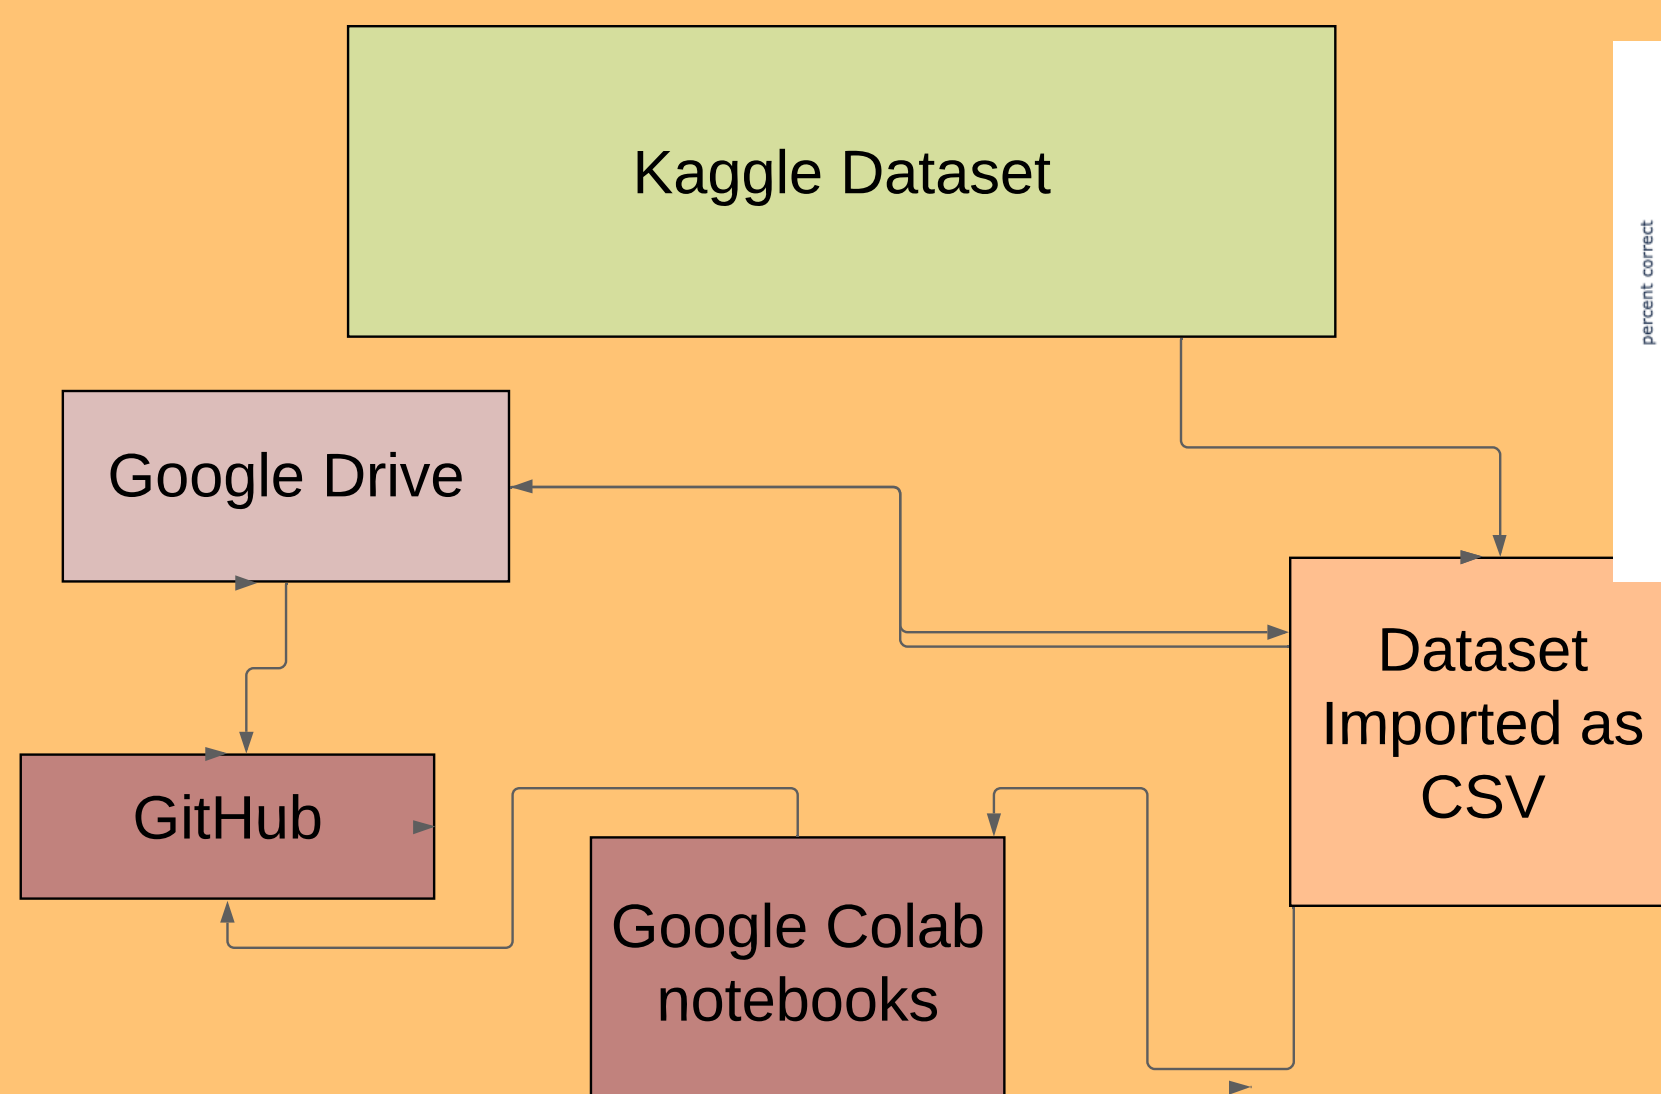 Kaggle Dataset
percent correct
Google Drive
Dataset
Imported as
CSV
GitHub
Google Colab
notebooks